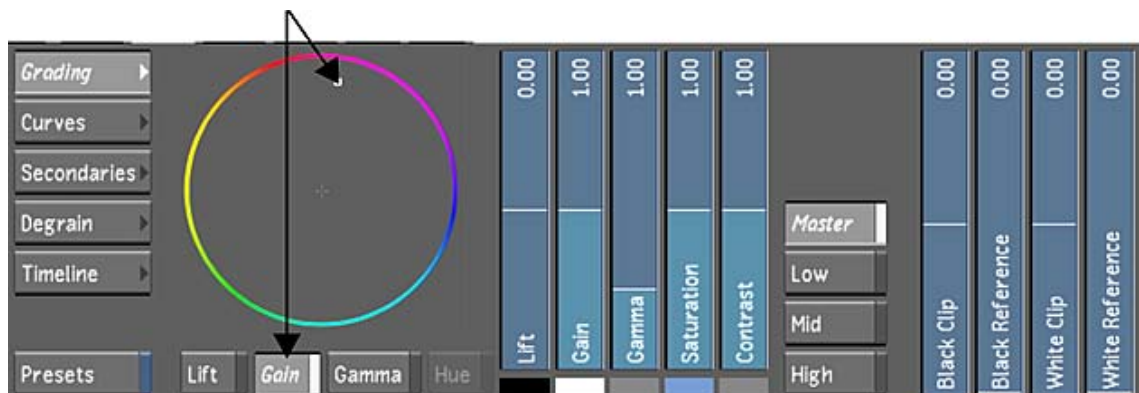 Grading
Curves
Secondaries
Degrain
Timeline
Presets
Lift
Gain
Gamma
Hue
Lift 0.00
Gain 1.00
Gamma 1.00
Saturation 1.00
Contrast 1.00
Master
Low
Mid
High
Black Clip 0.00
Black Reference 0.00
White Clip 0.00
White Reference 0.00